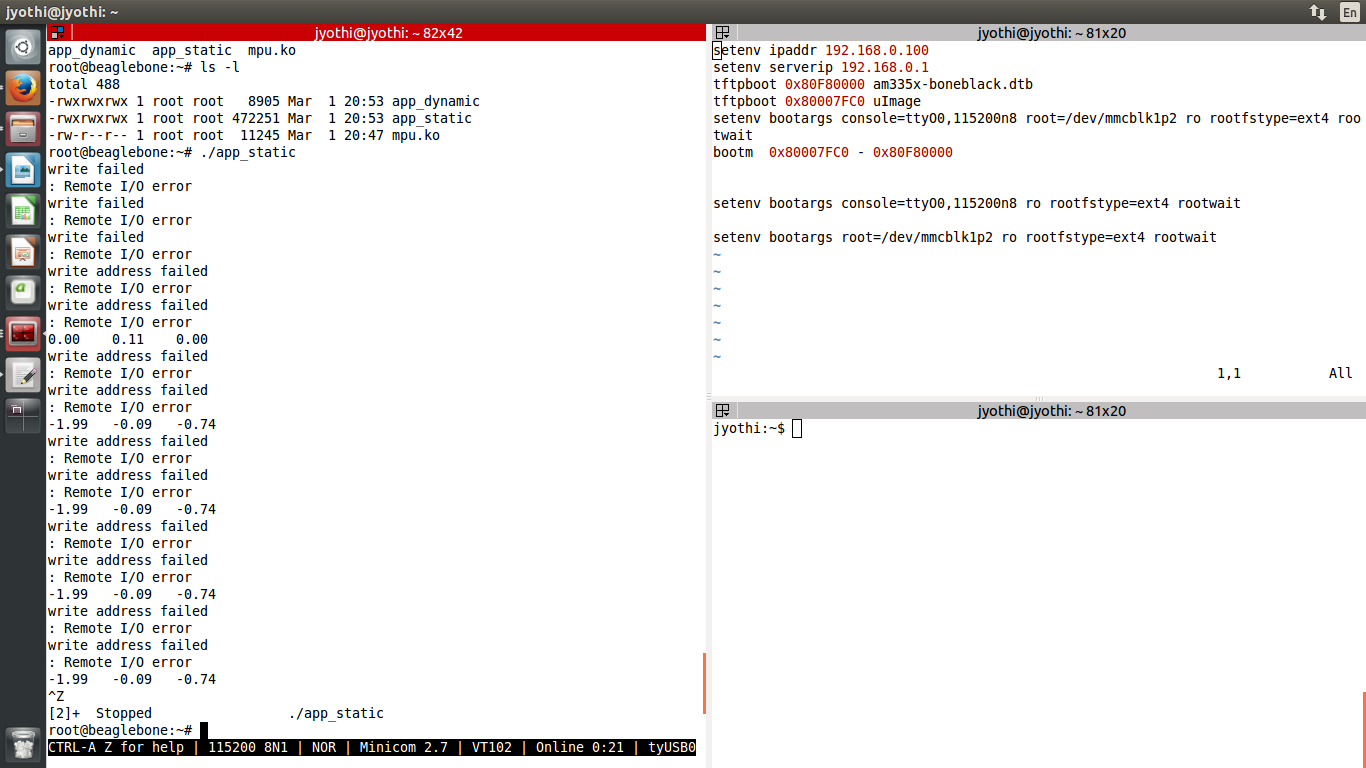 jyothi@jyothi: ~
En
jyothi@jyothi: ~ 82x42
app_dynamic  app_static  mpu.ko
root@beaglebone:~# ls -l
total 488
-rwxrwxrwx 1 root root   8905 Mar  1 20:53 app_dynamic
-rwxrwxrwx 1 root root 472251 Mar  1 20:53 app_static
-rw-r--r-- 1 root root  11245 Mar  1 20:47 mpu.ko
root@beaglebone:~# ./app_static
write failed
: Remote I/O error
write failed
: Remote I/O error
write failed
: Remote I/O error
write address failed
: Remote I/O error
write address failed
: Remote I/O error
0.00    0.11    0.00
write address failed
: Remote I/O error
write address failed
: Remote I/O error
-1.99   -0.09   -0.74
write address failed
: Remote I/O error
write address failed
: Remote I/O error
-1.99   -0.09   -0.74
write address failed
: Remote I/O error
write address failed
: Remote I/O error
-1.99   -0.09   -0.74
write address failed
: Remote I/O error
write address failed
: Remote I/O error
-1.99   -0.09   -0.74
^Z
[2]+  Stopped                 ./app_static
root@beaglebone:~#
CTRL-A Z for help | 115200 8N1 | NOR | Minicom 2.7 | VT102 | Online 0:21 | tyUSB0
jyothi@jyothi: ~ 81x20
setenv ipaddr 192.168.0.100
setenv serverip 192.168.0.1
tftpboot 0x80F80000 am335x-boneblack.dtb
tftpboot 0x80007FC0 uImage
setenv bootargs console=ttyO0,115200n8 root=/dev/mmcblk1p2 ro rootfstype=ext4 roo
twait
bootm  0x80007FC0 - 0x80F80000
setenv bootargs console=ttyO0,115200n8 ro rootfstype=ext4 rootwait
setenv bootargs root=/dev/mmcblk1p2 ro rootfstype=ext4 rootwait
~
~
~
~
~
~
~
1,1           All
jyothi@jyothi: ~ 81x20
jyothi:~$